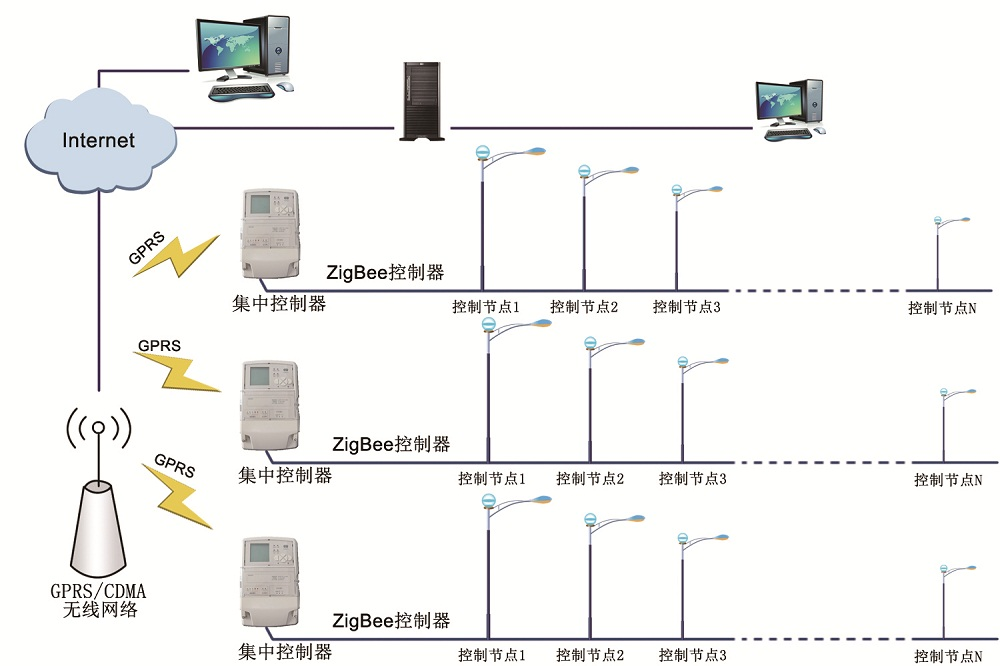 Internet
GPRS
ZigBee控制器
集中控制器
控制节点1
控制节点2
控制节点3
控制节点N
GPRS
ZigBee控制器
集中控制器
控制节点1
控制节点2
控制节点3
控制节点N
GPRS
GPRS/CDMA
无线网络
ZigBee控制器
集中控制器
控制节点1
控制节点2
控制节点3
控制节点N